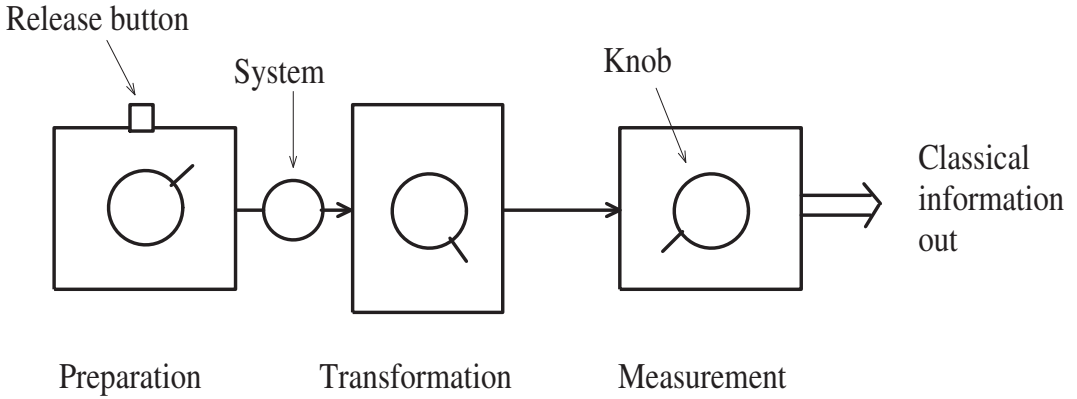 Release button
System
Knob
Classical
information
out
Preparation
Transformation
Measurement